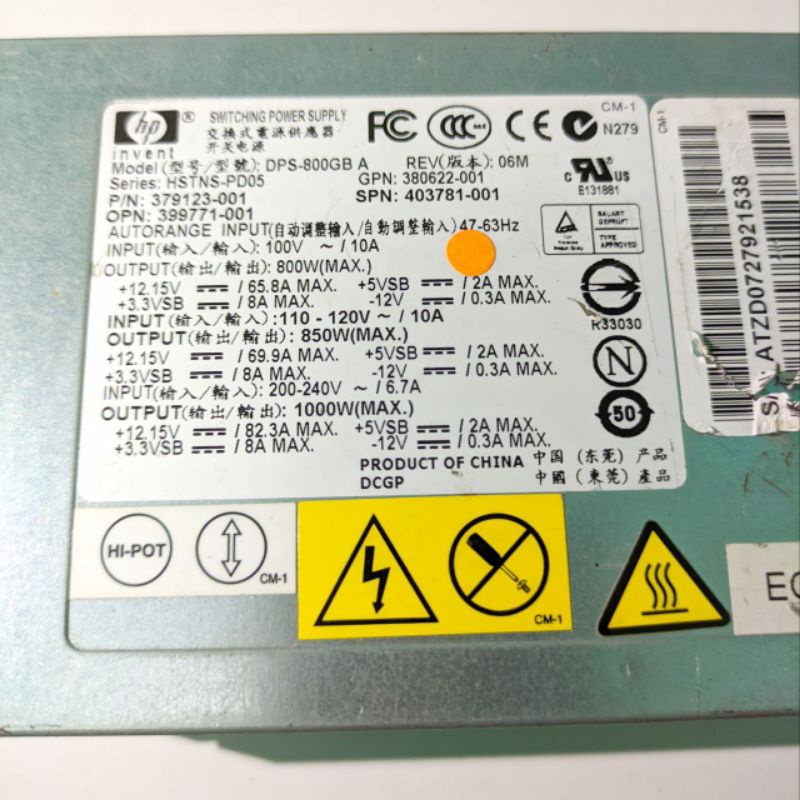 hp ®
invent
SWITCHING POWER SUPPLY
交換式電源供應器
开关电源
FC CCC CE CM-1
N279
Model (型号/型號): DPS-800GB A REV(版本): 06M
Series: HSTNS-PD05 GPN: 380622-001
P/N: 379123-001 SPN: 403781-001
OPN: 399771-001
c RU US
E131881
AUTORANGE INPUT(自动调整输入/自動調整輸入)47-63Hz
INPUT(输入/輸入): 100V ~ / 10A
OUTPUT(输出/輸出): 800W(MAX.)
+12.15V / 65.8A MAX. +5VSB / 2A MAX.
+3.3VSB / 8A MAX. -12V / 0.3A MAX.
INPUT(输入/輸入):110 - 120V ~ / 10A
OUTPUT(输出/輸出): 850W(MAX.)
+12.15V / 69.9A MAX. +5VSB / 2A MAX.
+3.3VSB / 8A MAX. -12V / 0.3A MAX.
INPUT(输入/輸入): 200-240V ~ / 6.7A
OUTPUT(输出/輸出): 1000W(MAX.)
+12.15V / 82.3A MAX. +5VSB / 2A MAX.
+3.3VSB / 8A MAX. -12V / 0.3A MAX.
PRODUCT OF CHINA 中国 (东莞) 产品
DCGP 中國 (東莞) 產品
BAUART
GEPRÜFT
TYPE
APPROVED
R33030
N
50
CM-1
ATZD0727921538
HI-POT
CM-1
CM-1